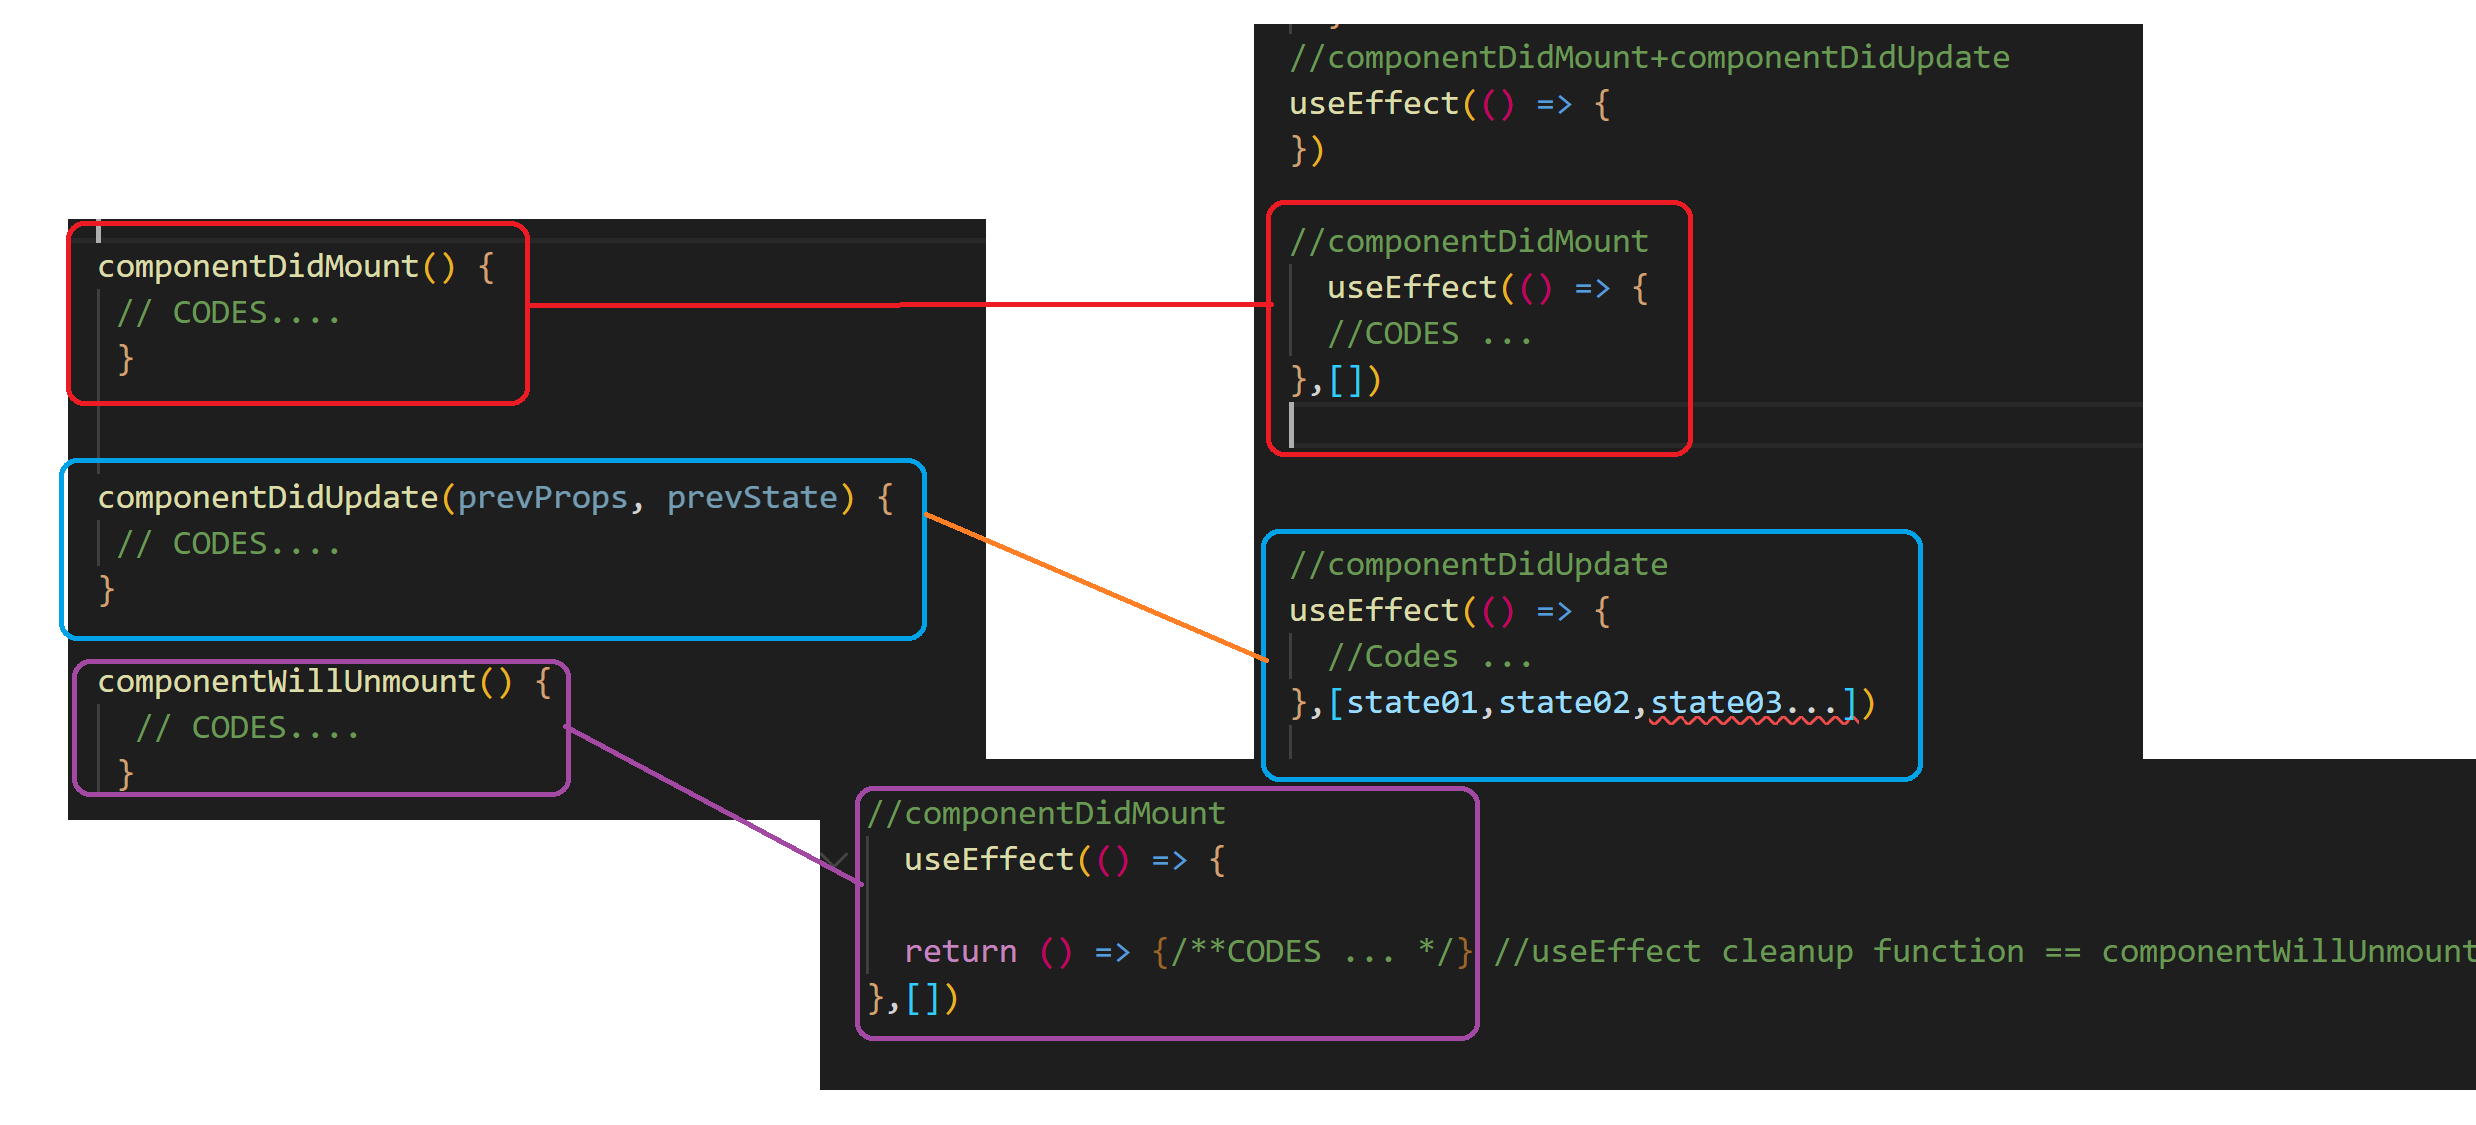 componentDidMount() {
// CODES....
}
componentDidUpdate(prevProps, prevState) {
// CODES....
}
componentWillUnmount() {
// CODES....
}
//componentDidMount+componentDidUpdate
useEffect(() => {
})
//componentDidMount
useEffect(() => {
//CODES ...
},[])
//componentDidUpdate
useEffect(() => {
//Codes ...
},[state01,state02,state03...])
//componentDidMount
useEffect(() => {
return () => {/**CODES ... */} //useEffect cleanup function == componentWillUnmount
},[])